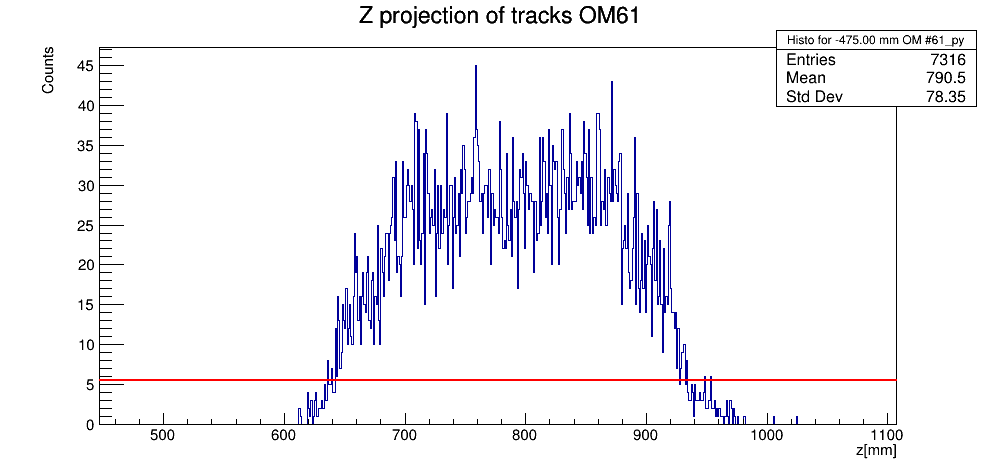 Z projection of tracks OM61
Histo for -475.00 mm OM #61_py
Entries 7316
Mean 790.5
Std Dev 78.35
Counts
45
40
35
30
25
20
15
10
5
0
500 600 700 800 900 1000 1100
z[mm]